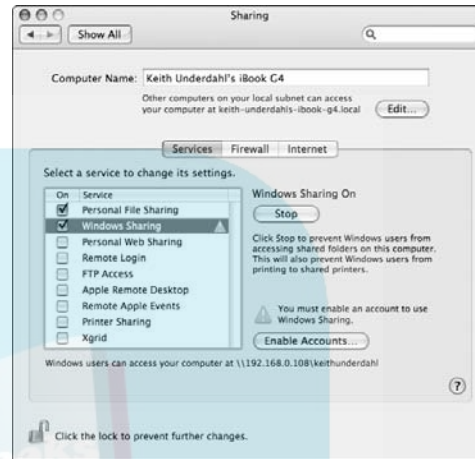 Sharing
Show All
Computer Name: Keith Underdahl's iBook G4
Other computers on your local subnet can access
your computer at keith-underdahls-ibook-g4.local
Edit...
Services Firewall Internet
Select a service to change its settings.
On Service
Personal File Sharing
Windows Sharing
Personal Web Sharing
Remote Login
FTP Access
Apple Remote Desktop
Remote Apple Events
Printer Sharing
Xgrid
Windows Sharing On
Stop
Click Stop to prevent Windows users from
accessing shared folders on this computer.
This will also prevent Windows users from
printing to shared printers.
You must enable an account to use
Windows Sharing.
Enable Accounts...
Windows users can access your computer at \\192.168.0.108\keithunderdahl
?
Click the lock to prevent further changes.